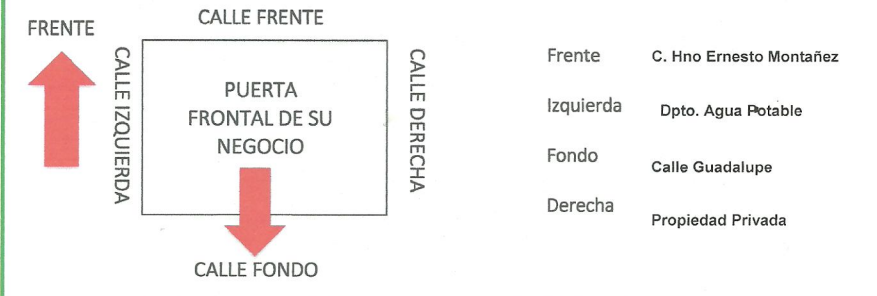 CALLE FRENTE
FRENTE
CALLE IZQUIERDA
PUERTA
FRONTAL DE SU
NEGOCIO
CALLE DERECHA
CALLE FONDO
Frente C. Hno Ernesto Montañez
Izquierda Dpto. Agua Potable
Fondo Calle Guadalupe
Derecha Propiedad Privada